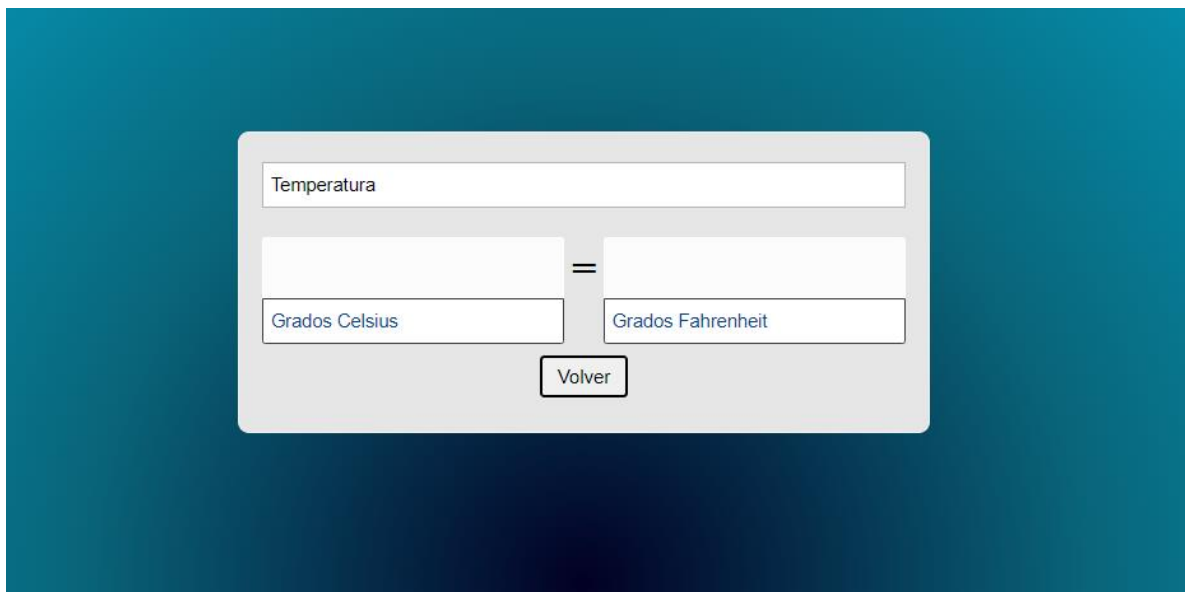 Temperatura
=
Grados Celsius
Grados Fahrenheit
Volver